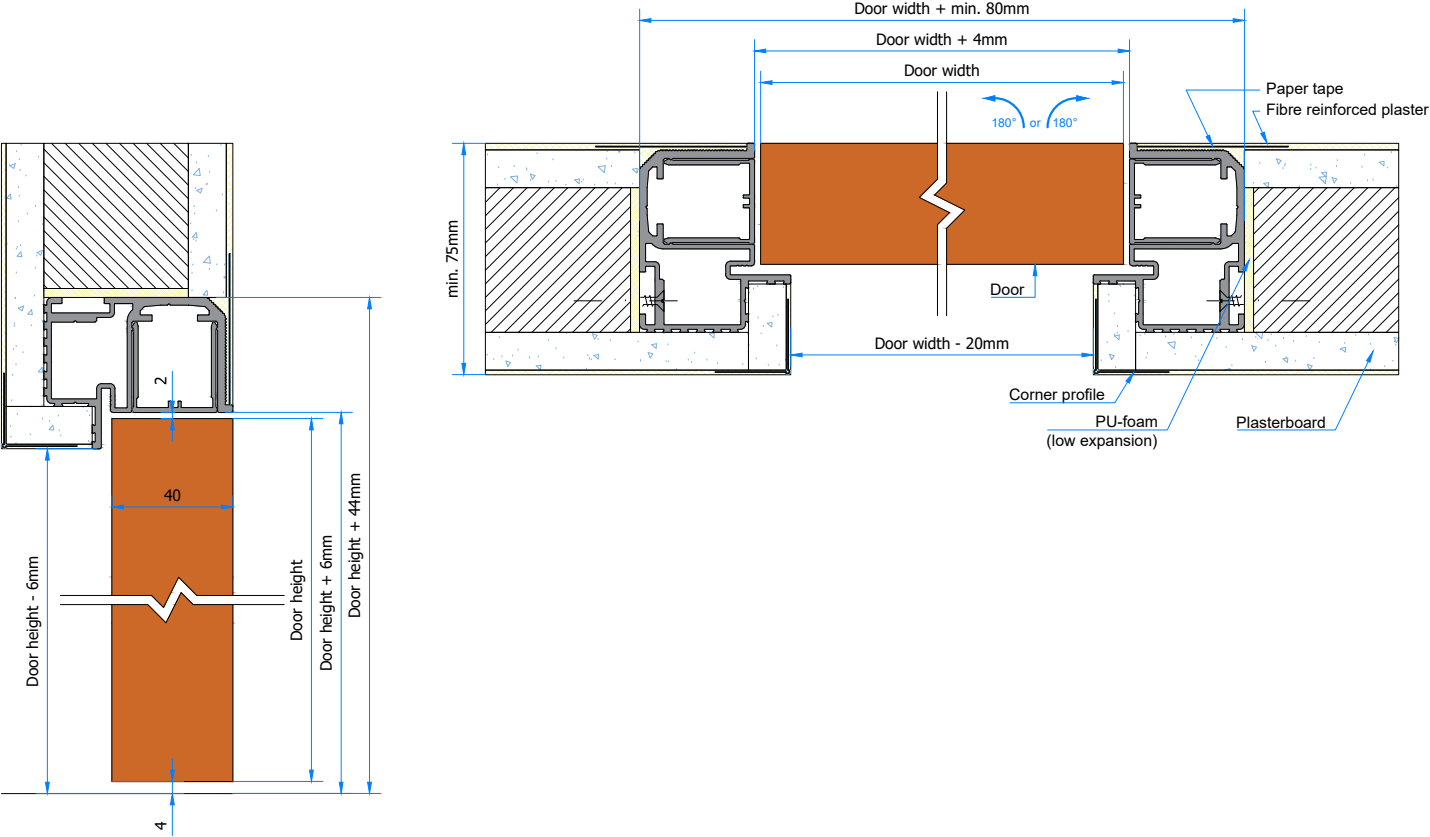 Door width + min. 80mm
Door width + 4mm
Door width
180° or 180°
Paper tape
Fibre reinforced plaster
min. 75mm
Door
Door width - 20mm
Corner profile
PU-foam
(low expansion)
Plasterboard
2
40
Door height - 6mm
Door height
Door height + 6mm
Door height + 44mm
4